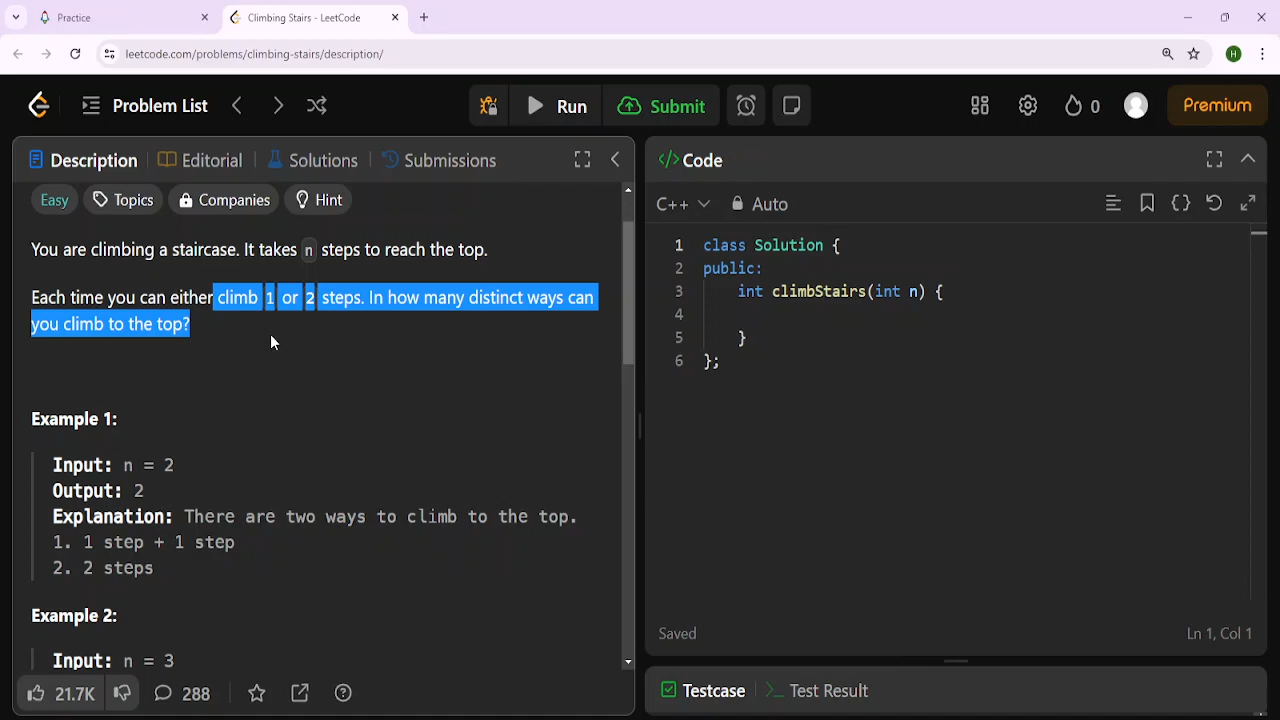 Practice
Climbing Stairs - LeetCode
leetcode.com/problems/climbing-stairs/description/
H
Problem List
Run
Submit
0
Premium
Description
Editorial
Solutions
Submissions
</>Code
Easy
Topics
Companies
Hint
C++
Auto
You are climbing a staircase. It takes n steps to reach the top.
Each time you can either climb 1 or 2 steps. In how many distinct ways can
you climb to the top?
Example 1:
Input: n = 2
Output: 2
Explanation: There are two ways to climb to the top.
1. 1 step + 1 step
2. 2 steps
Example 2:
Input: n = 3
21.7K
288
1 class Solution {
2 public:
3 int climbStairs(int n) {
4
5 }
6 };
Saved
Ln 1, Col 1
Testcase
Test Result